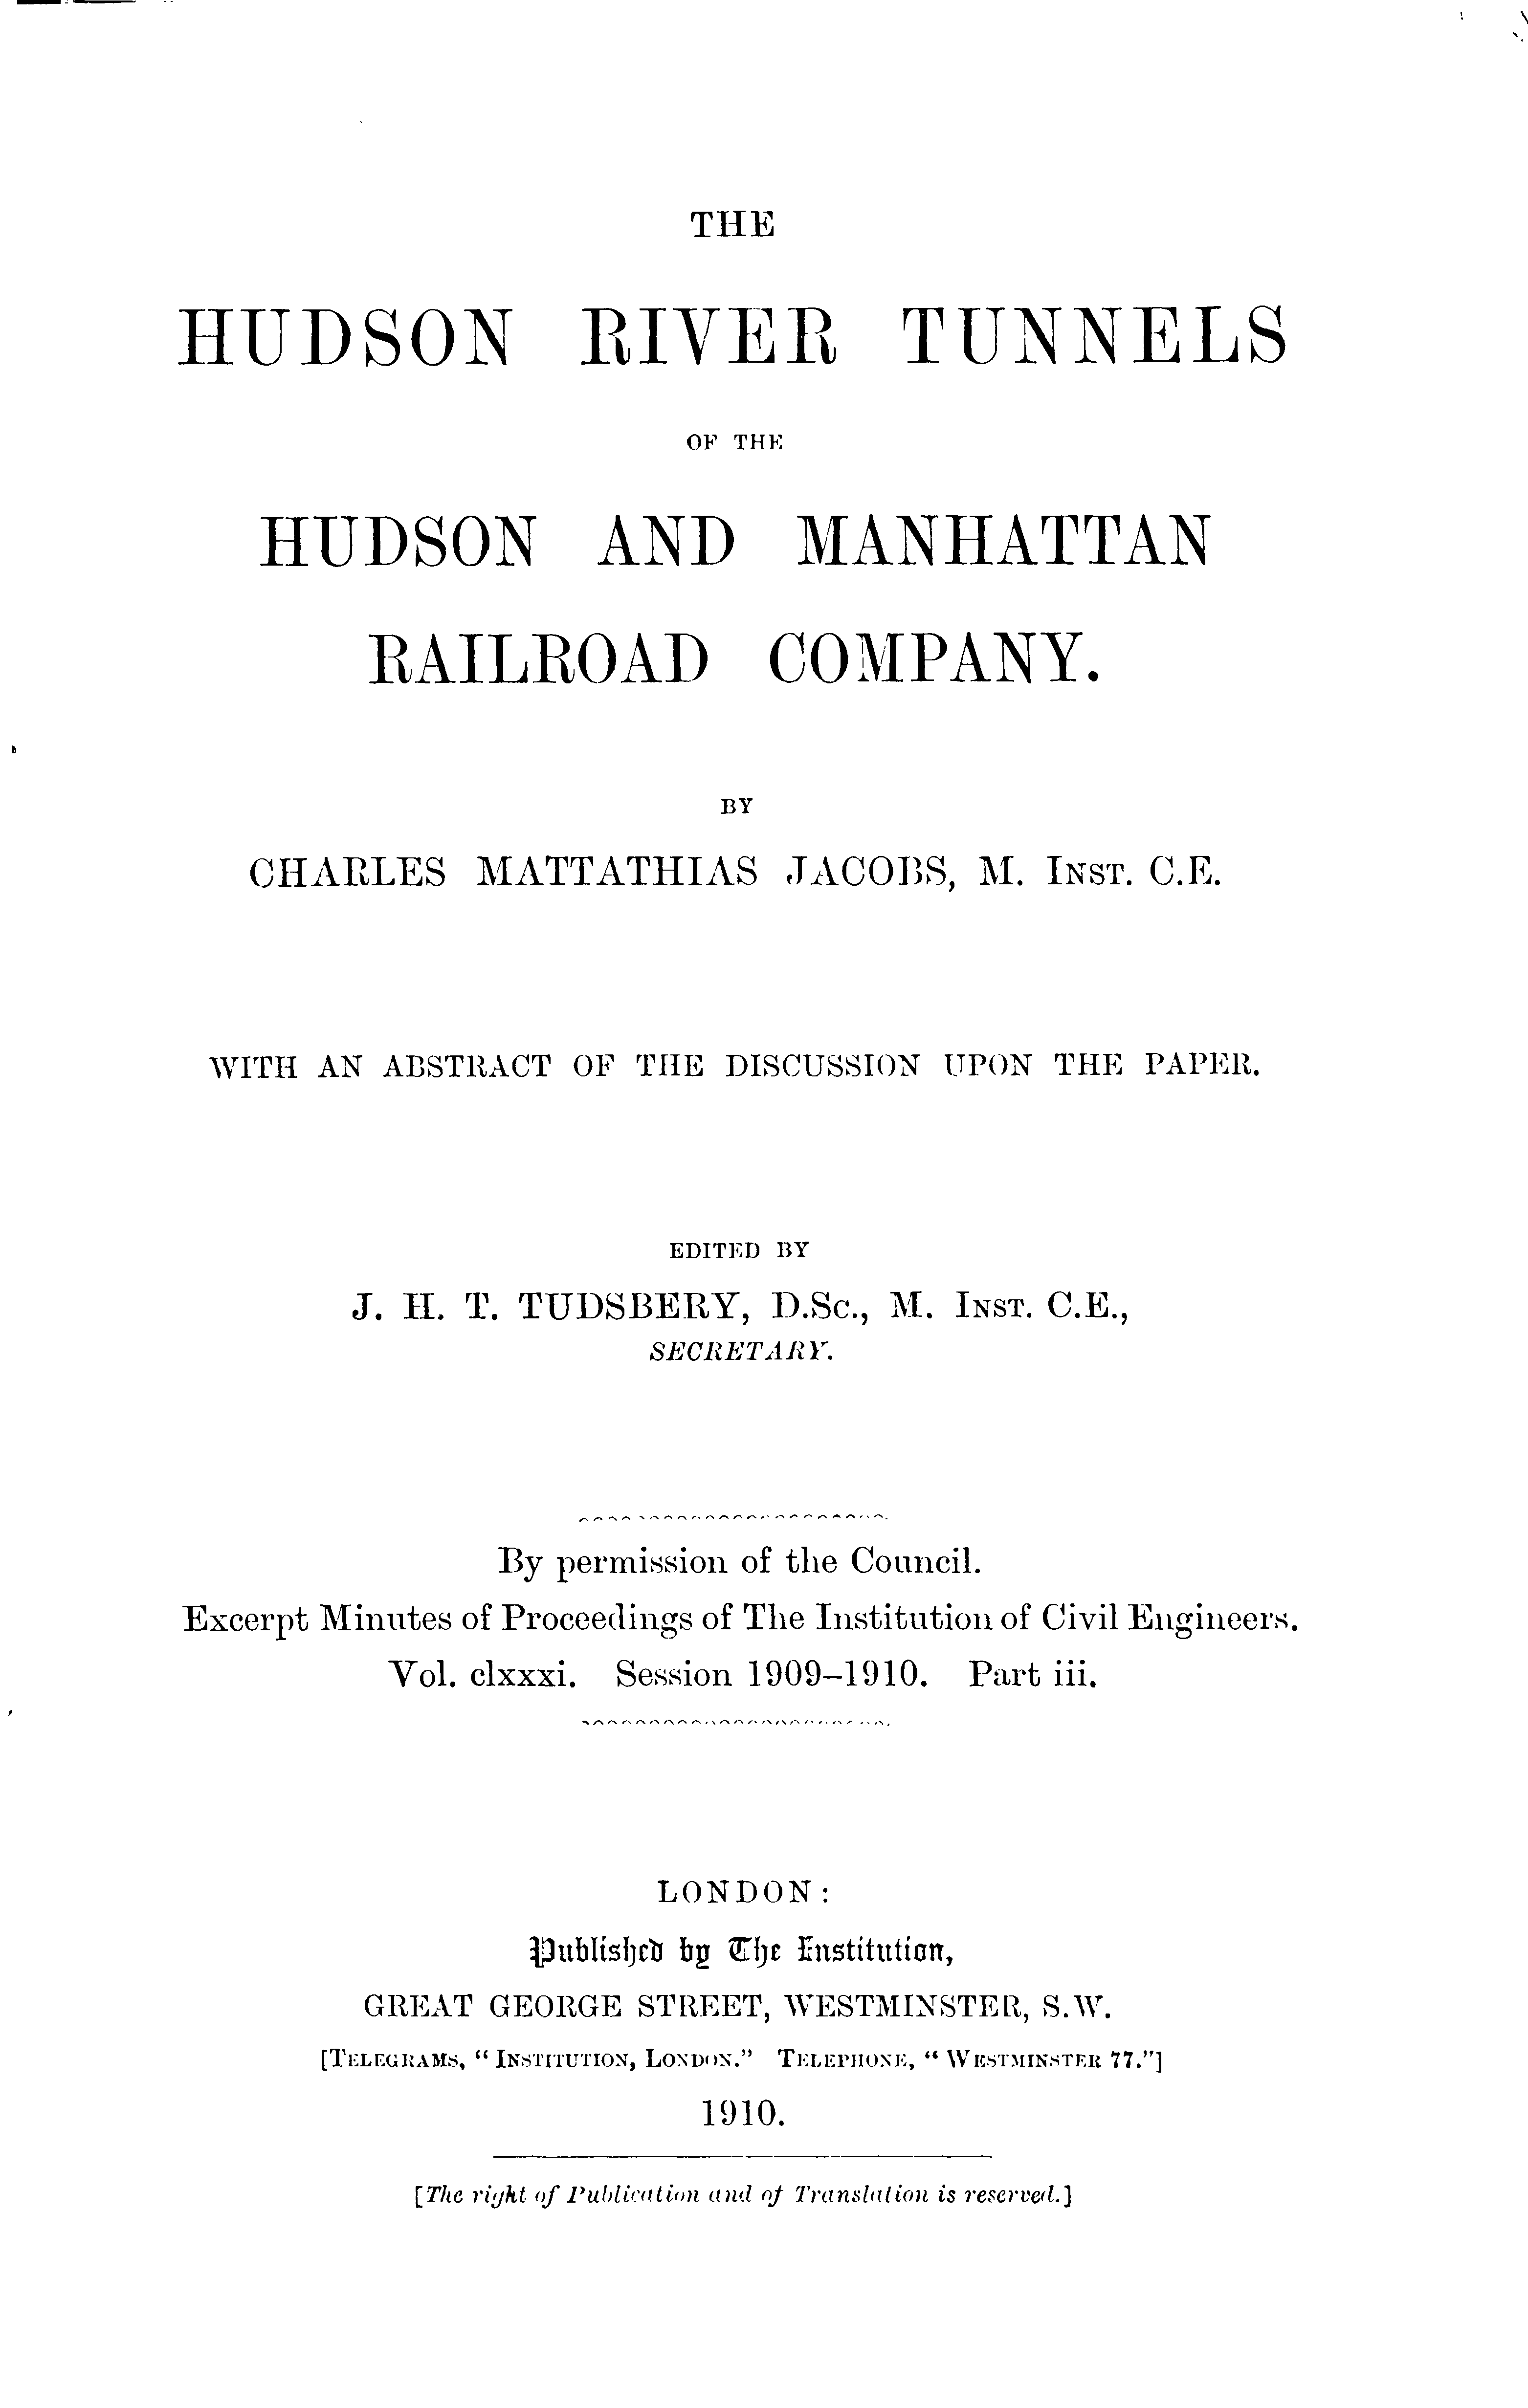 THE
HUDSON RIVER TUNNELS
OF THE
HUDSON AND MANHATTAN
RAILROAD COMPANY.
BY
CHARLES MATTATHIAS JACOBS, M. INST. C.E.
WITH AN ABSTRACT OF THE DISCUSSION UPON THE PAPER.
EDITED BY
J. H. T. TUDSBERY, D.Sc., M. INST. C.E.,
SECRETARY.
By permission of the Council.
Excerpt Minutes of Proceedings of The Institution of Civil Engineers.
Vol. clxxxi. Session 1909–1910. Part iii.
LONDON:
Published by The Institution,
GREAT GEORGE STREET, WESTMINSTER, S.W.
[TELEGRAMS, “INSTITUTION, LONDON.” TELEPHONE, “WESTMINSTER 77.”]
1910.
[The right of Publication and of Translation is reserved.]